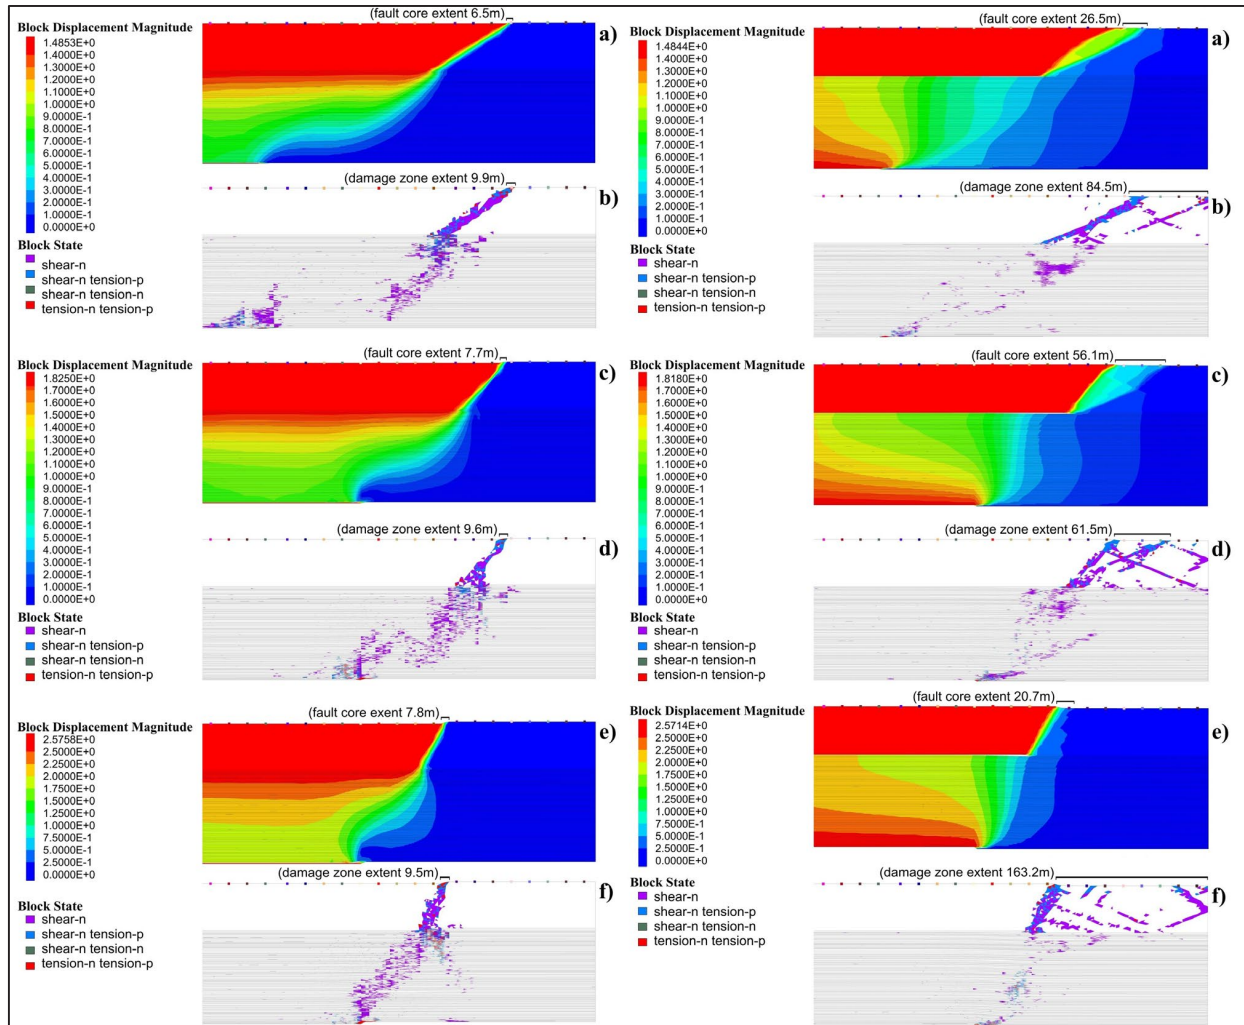 (fault core extent 6.5m)
Block Displacement Magnitude
a)
1.4853E+0
1.4000E+0
1.3000E+0
1.2000E+0
1.1000E+0
1.0000E+0
9.0000E-1
8.0000E-1
7.0000E-1
6.0000E-1
5.0000E-1
4.0000E-1
3.0000E-1
2.0000E-1
1.0000E-1
0.0000E+0
(damage zone extent 9.9m)
b)
Block State
shear-n
shear-n tension-p
shear-n tension-n
tension-n tension-p
(fault core extent 7.7m)
Block Displacement Magnitude
c)
1.8250E+0
1.7000E+0
1.6000E+0
1.5000E+0
1.4000E+0
1.3000E+0
1.2000E+0
1.1000E+0
1.0000E+0
9.0000E-1
8.0000E-1
7.0000E-1
6.0000E-1
5.0000E-1
4.0000E-1
3.0000E-1
2.0000E-1
1.0000E-1
0.0000E+0
(damage zone extent 9.6m)
d)
Block State
shear-n
shear-n tension-p
shear-n tension-n
tension-n tension-p
(fault core exent 7.8m)
Block Displacement Magnitude
e)
2.5758E+0
2.5000E+0
2.2500E+0
2.0000E+0
1.7500E+0
1.5000E+0
1.2500E+0
1.0000E+0
7.5000E-1
5.0000E-1
2.5000E-1
0.0000E+0
(damage zone extent 9.5m)
f)
Block State
shear-n
shear-n tension-p
shear-n tension-n
tension-n tension-p
(fault core extent 26.5m)
Block Displacement Magnitude
a)
1.4844E+0
1.4000E+0
1.3000E+0
1.2000E+0
1.1000E+0
1.0000E+0
9.0000E-1
8.0000E-1
7.0000E-1
6.0000E-1
5.0000E-1
4.0000E-1
3.0000E-1
2.0000E-1
1.0000E-1
0.0000E+0
(damage zone extent 84.5m)
b)
Block State
shear-n
shear-n tension-p
shear-n tension-n
tension-n tension-p
(fault core extent 56.1m)
Block Displacement Magnitude
c)
1.8180E+0
1.7000E+0
1.6000E+0
1.5000E+0
1.4000E+0
1.3000E+0
1.2000E+0
1.1000E+0
1.0000E+0
9.0000E-1
8.0000E-1
7.0000E-1
6.0000E-1
5.0000E-1
4.0000E-1
3.0000E-1
2.0000E-1
1.0000E-1
0.0000E+0
(damage zone extent 61.5m)
d)
Block State
shear-n
shear-n tension-p
shear-n tension-n
tension-n tension-p
(fault core extent 20.7m)
Block Displacement Magnitude
e)
2.5714E+0
2.5000E+0
2.2500E+0
2.0000E+0
1.7500E+0
1.5000E+0
1.2500E+0
1.0000E+0
7.5000E-1
5.0000E-1
2.5000E-1
0.0000E+0
(damage zone extent 163.2m)
f)
Block State
shear-n
shear-n tension-p
shear-n tension-n
tension-n tension-p